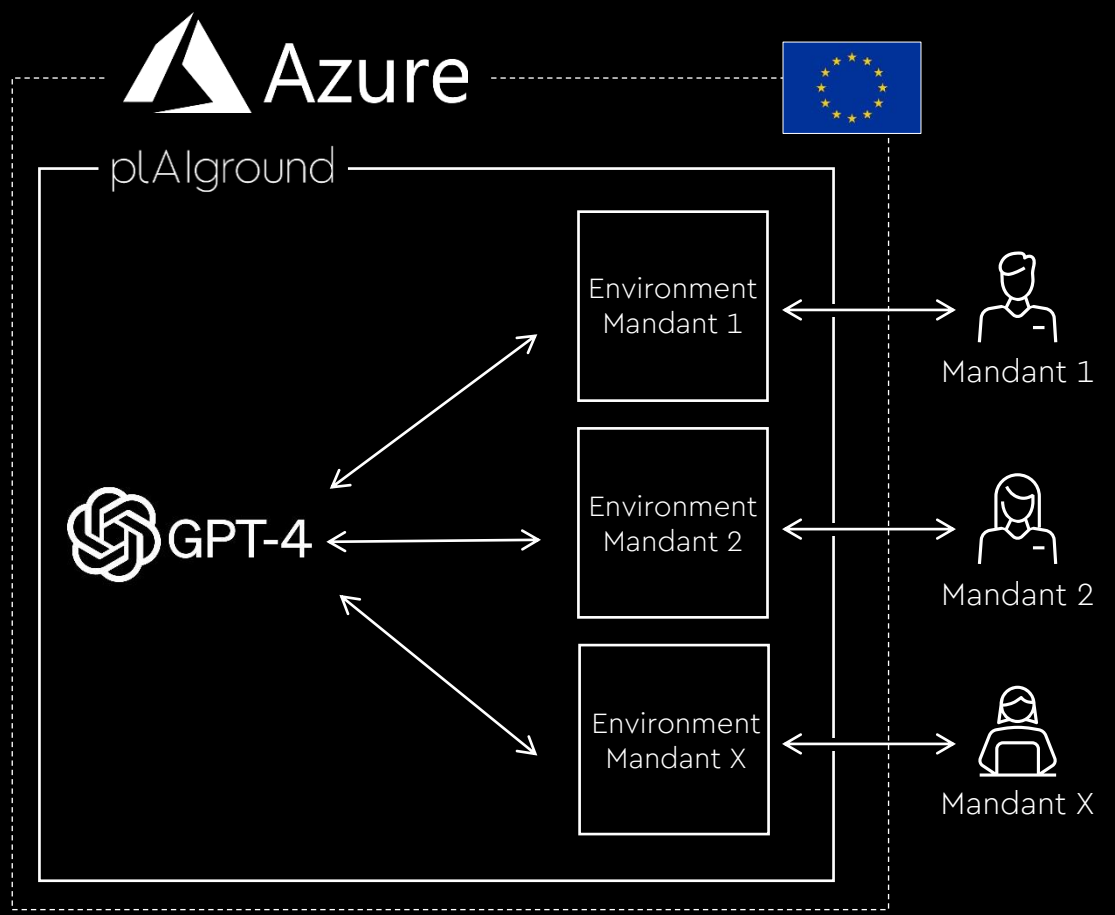 Azure
plAIground
Environment
Mandant 1
Mandant 1
GPT-4
Environment
Mandant 2
Mandant 2
Environment
Mandant X
Mandant X